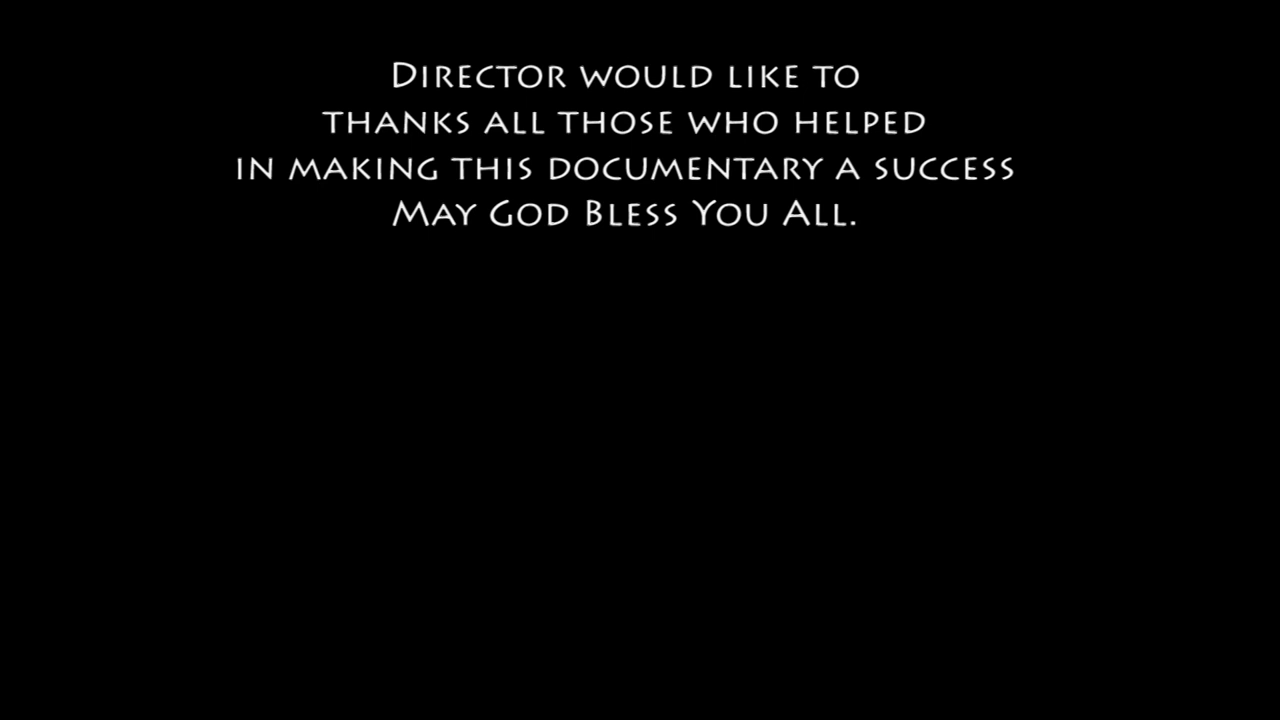 Director would like to
thanks all those who helped
in making this documentary a success
May God Bless You All.